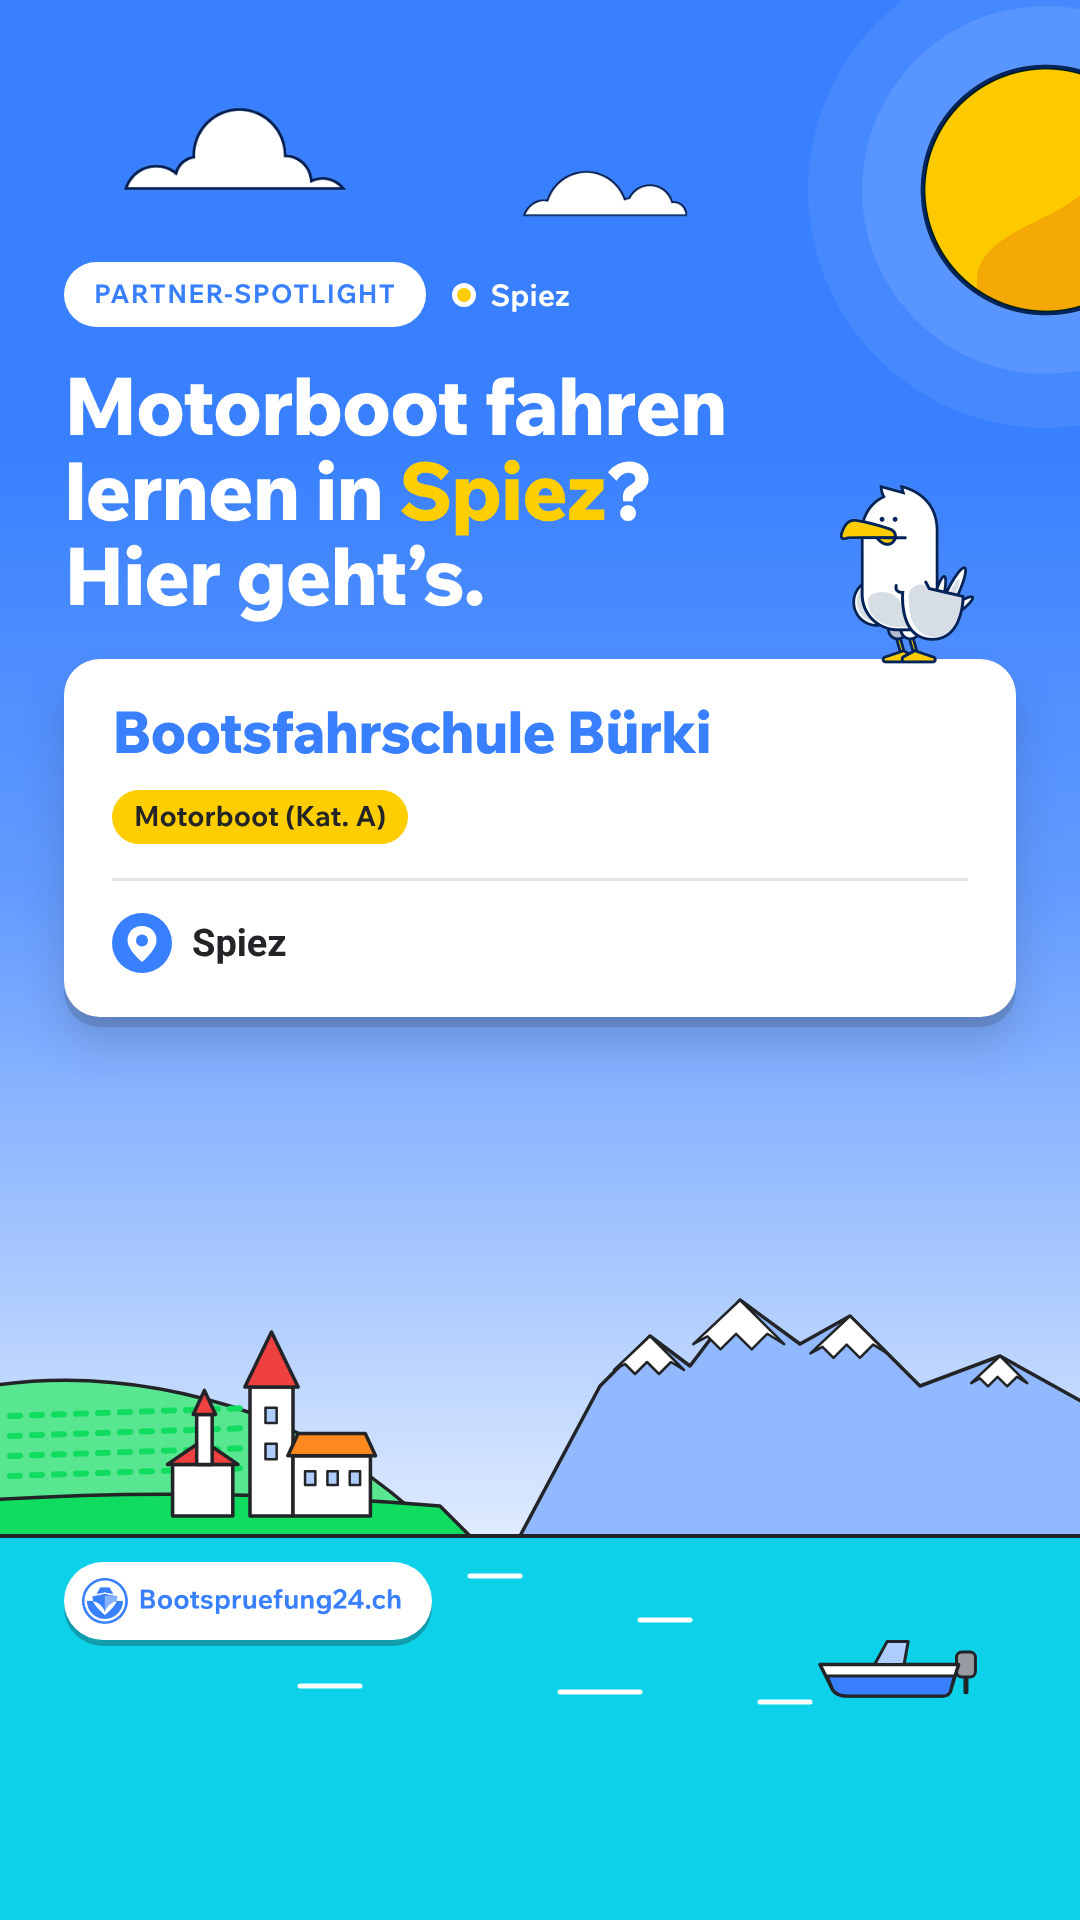 PARTNER-SPOTLIGHT
Spiez
Motorboot fahren
lernen in Spiez?
Hier geht’s.
Bootsfahrschule Bürki
Motorboot (Kat. A)
Spiez
Bootspruefung24.ch